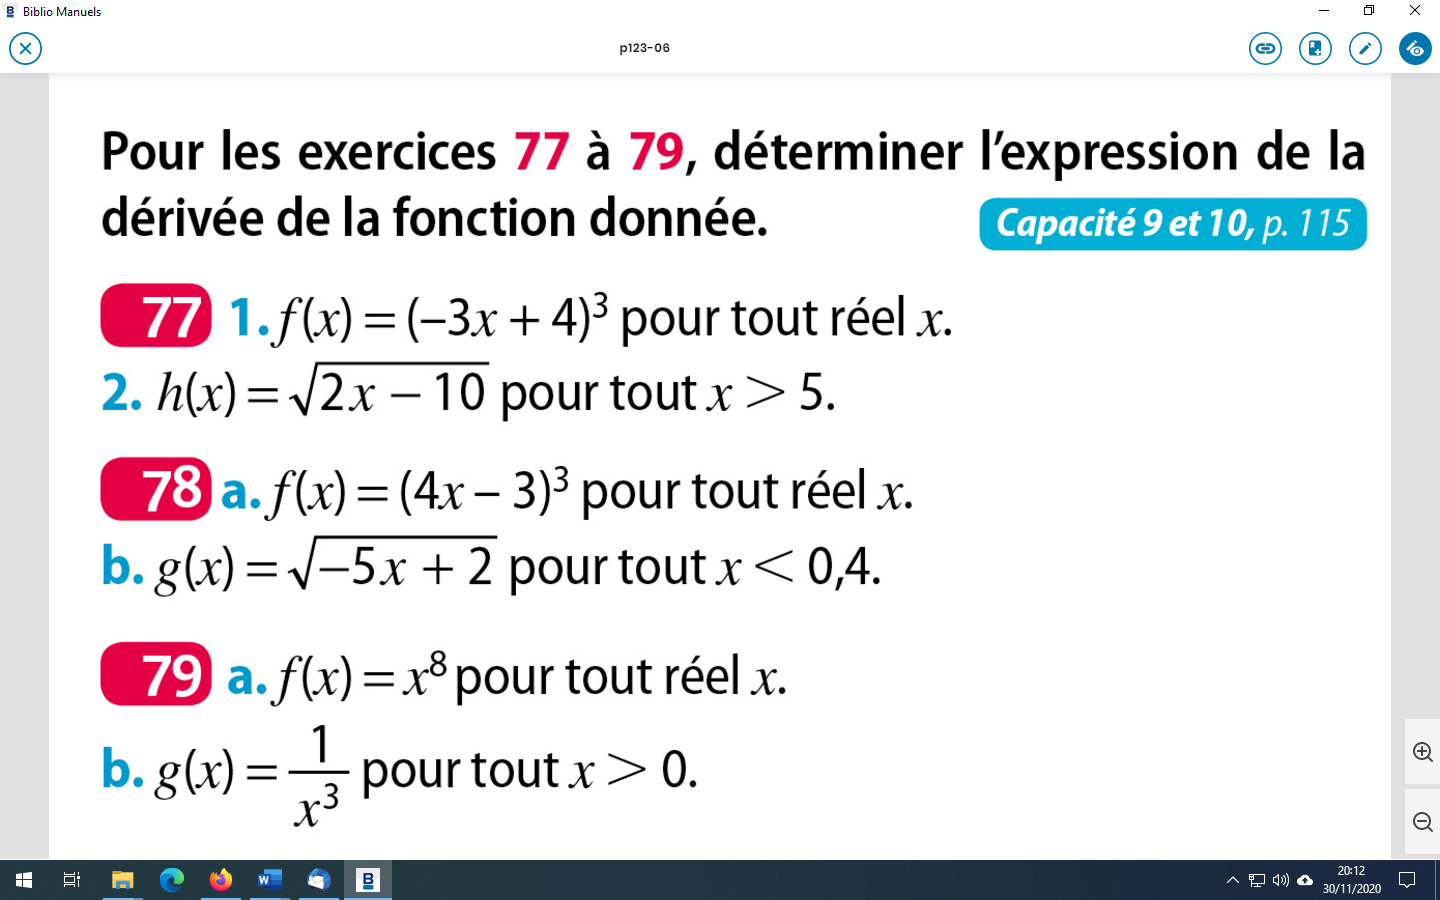 Biblio Manuels
p123-06
Pour les exercices 77 à 79, déterminer l’expression de la
dérivée de la fonction donnée.
Capacité 9 et 10, p. 115
77 1. f(x) = (–3x + 4)³ pour tout réel x.
2. h(x) = √(2x – 10) pour tout x > 5.
78 a. f(x) = (4x – 3)³ pour tout réel x.
b. g(x) = √(–5x + 2) pour tout x < 0,4.
79 a. f(x) = x⁸ pour tout réel x.
b. g(x) = 1/x³ pour tout x > 0.
20:12
30/11/2020